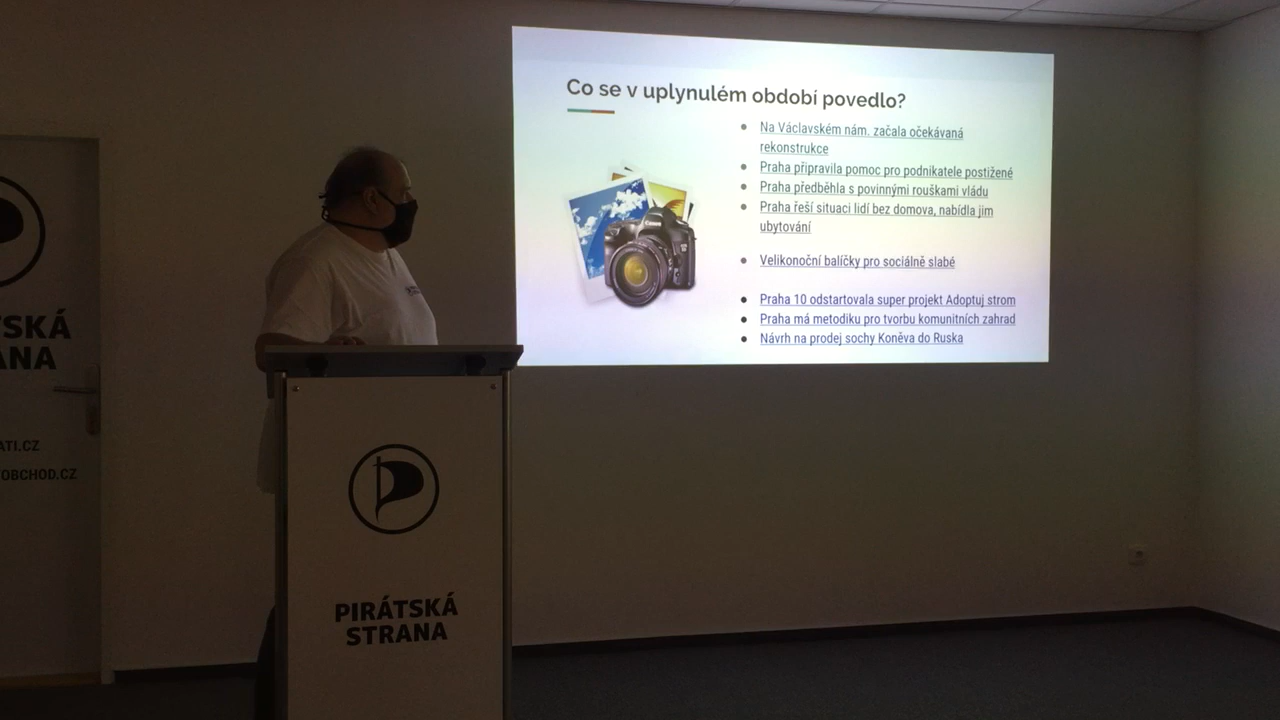 Co se v uplynulém období povedlo?
Na Václavském nám. začala očekávaná
rekonstrukce
Praha připravila pomoc pro podnikatele postižené
Praha předběhla s povinnými rouškami vládu
Praha řeší situaci lidí bez domova, nabídla jim
ubytování
Velikonoční balíčky pro sociálně slabé
Praha 10 odstartovala super projekt Adoptuj strom
Praha má metodiku pro tvorbu komunitních zahrad
Návrh na prodej sochy Koněva do Ruska
Canon
TSKÁ
ANA
ATI.CZ
OBCHOD.CZ
PIRÁTSKÁ
STRANA